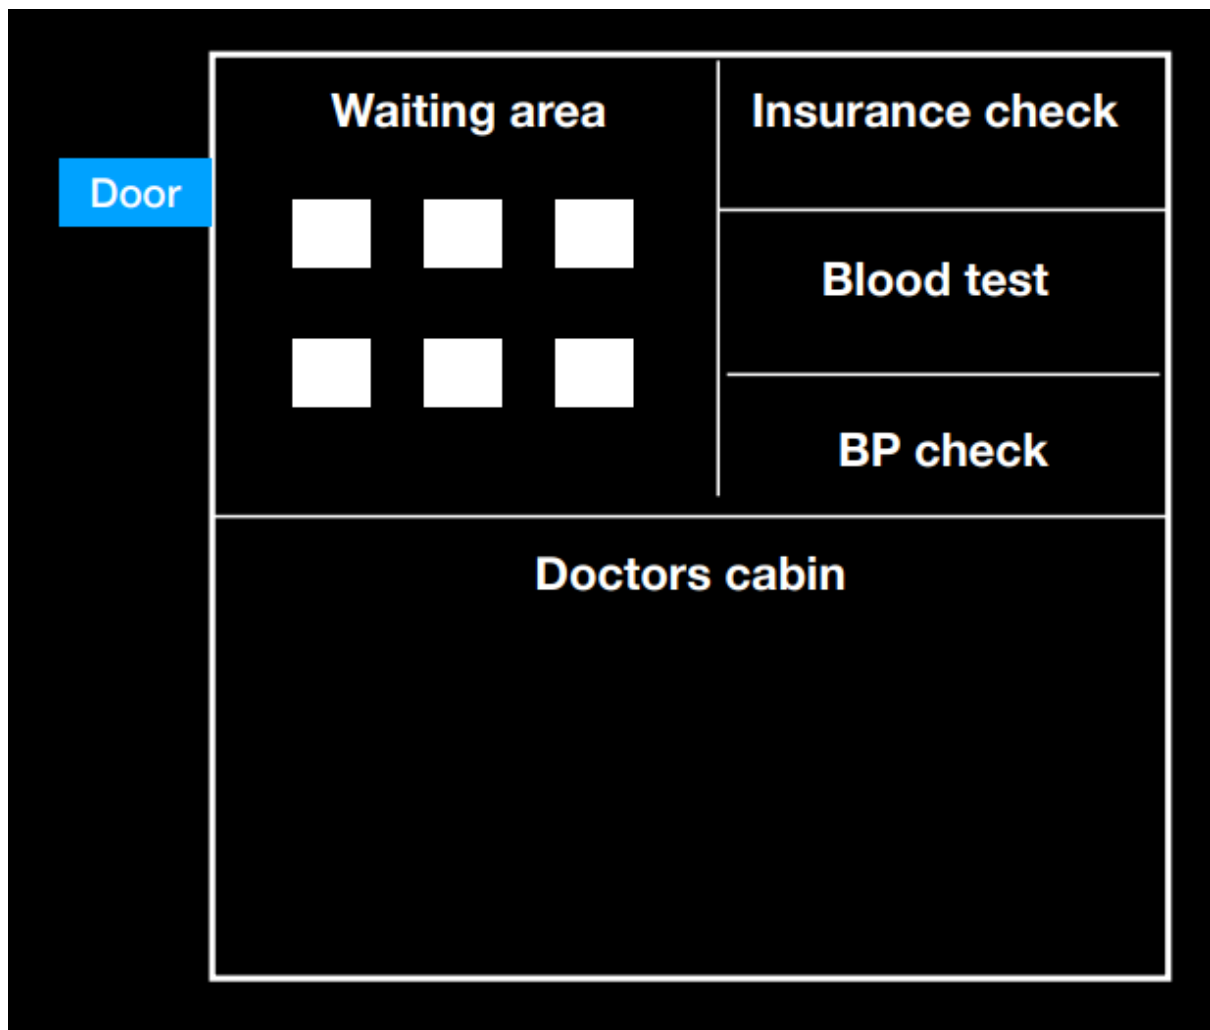 Waiting area
Insurance check
Door
Blood test
BP check
Doctors cabin